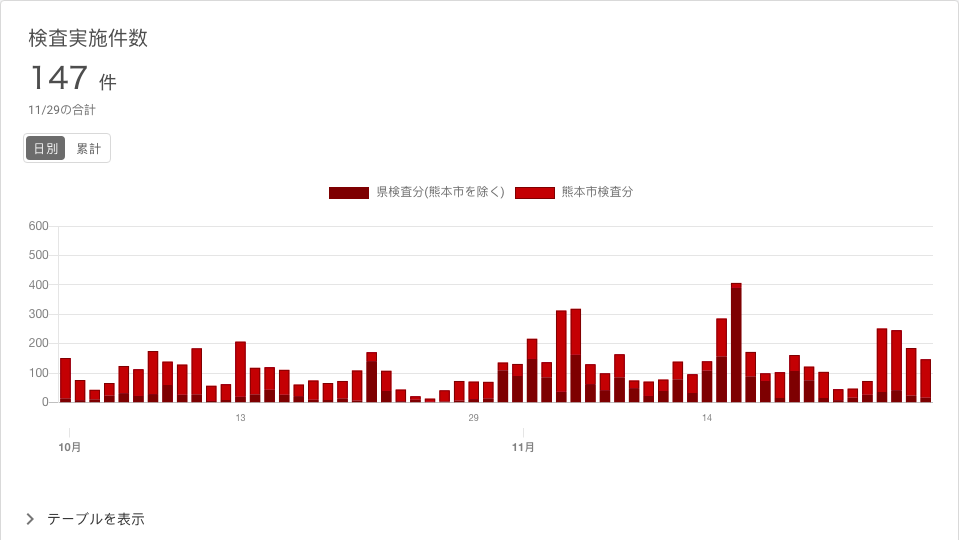 検査実施件数
147 件
11/29の合計
日別 累計
県検査分(熊本市を除く) 熊本市検査分
600
500
400
300
200
100
0
13 29 14
10月 11月
テーブルを表示